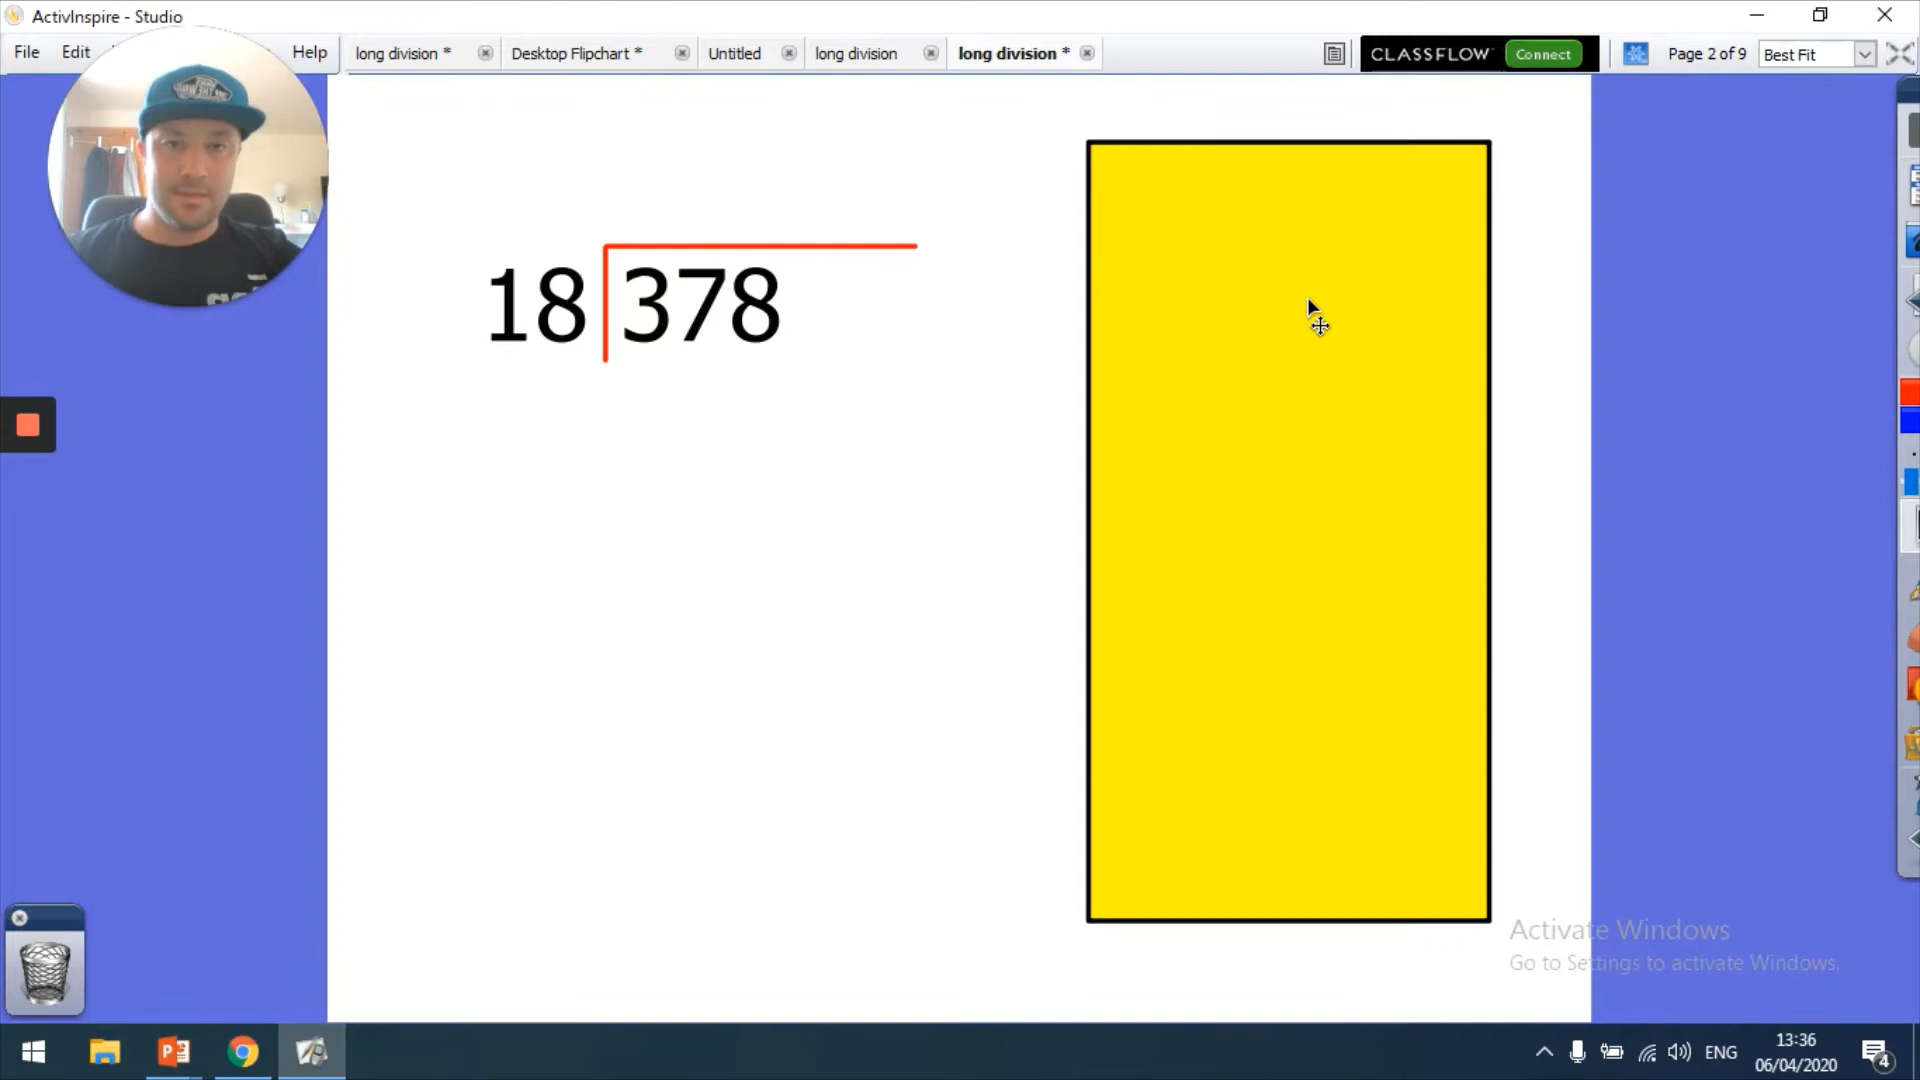 ActivInspire - Studio
File Edit Help long division * Desktop Flipchart * Untitled long division long division * CLASSFLOW Connect Page 2 of 9 Best Fit
18 378
Activate Windows
Go to Settings to activate Windows.
ENG
13:36
06/04/2020
4